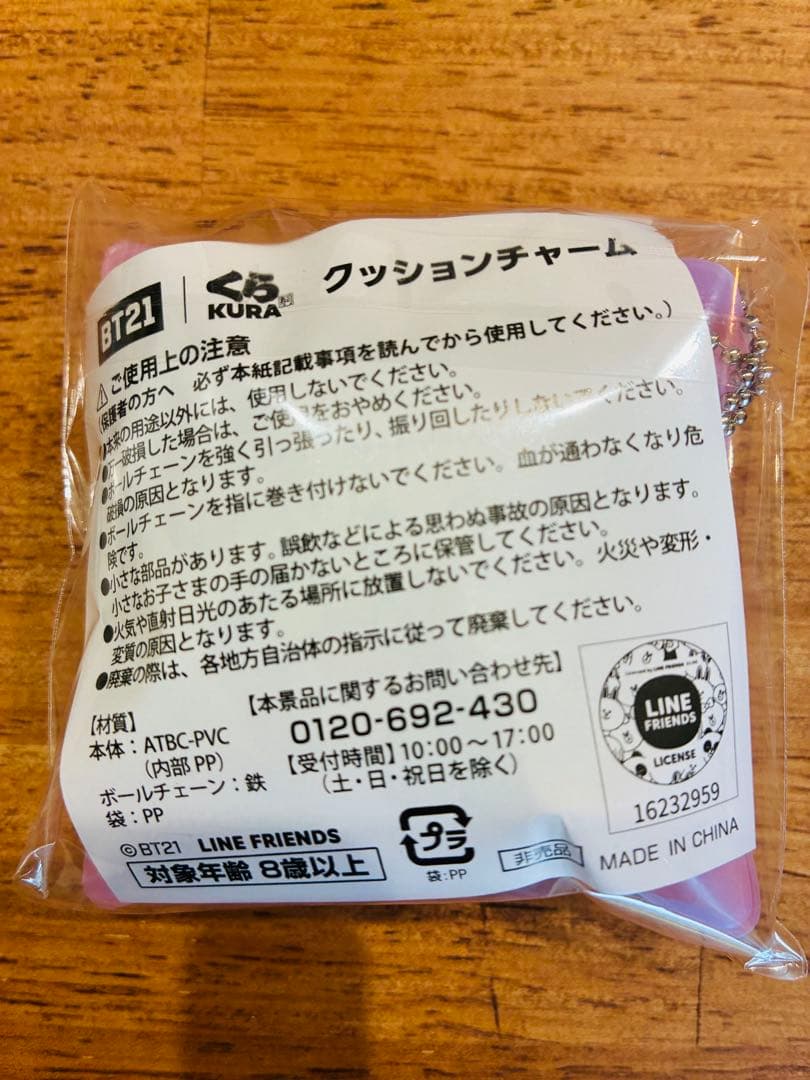 BT21
くら
KURA
クッションチャーム
ご使用上の注意
(保護者の方へ 必ず本紙記載事項を読んでから使用してください。)
●本来の用途以外には、使用しないでください。
●万一破損した場合は、ご使用をおやめください。
●ボールチェーンを強く引っ張ったり、振り回したりしないでください。
破損の原因となります。
●ボールチェーンを指に巻き付けないでください。血が通わなくなり危
険です。
●小さな部品があります。誤飲などによる思わぬ事故の原因となります。
小さなお子さまの手の届かないところに保管してください。
●火気や直射日光のあたる場所に放置しないでください。火災や変形・
変質の原因となります。
●廃棄の際は、各地方自治体の指示に従って廃棄してください。
【材質】
本体:ATBC-PVC
(内部 PP)
ボールチェーン:鉄
袋:PP
【本景品に関するお問い合わせ先】
0120-692-430
【受付時間】10:00~17:00
(土・日・祝日を除く)
LINE
FRIENDS
LICENSE
16232959
©BT21 LINE FRIENDS
対象年齢 8歳以上
プラ
袋:PP
非売品
MADE IN CHINA